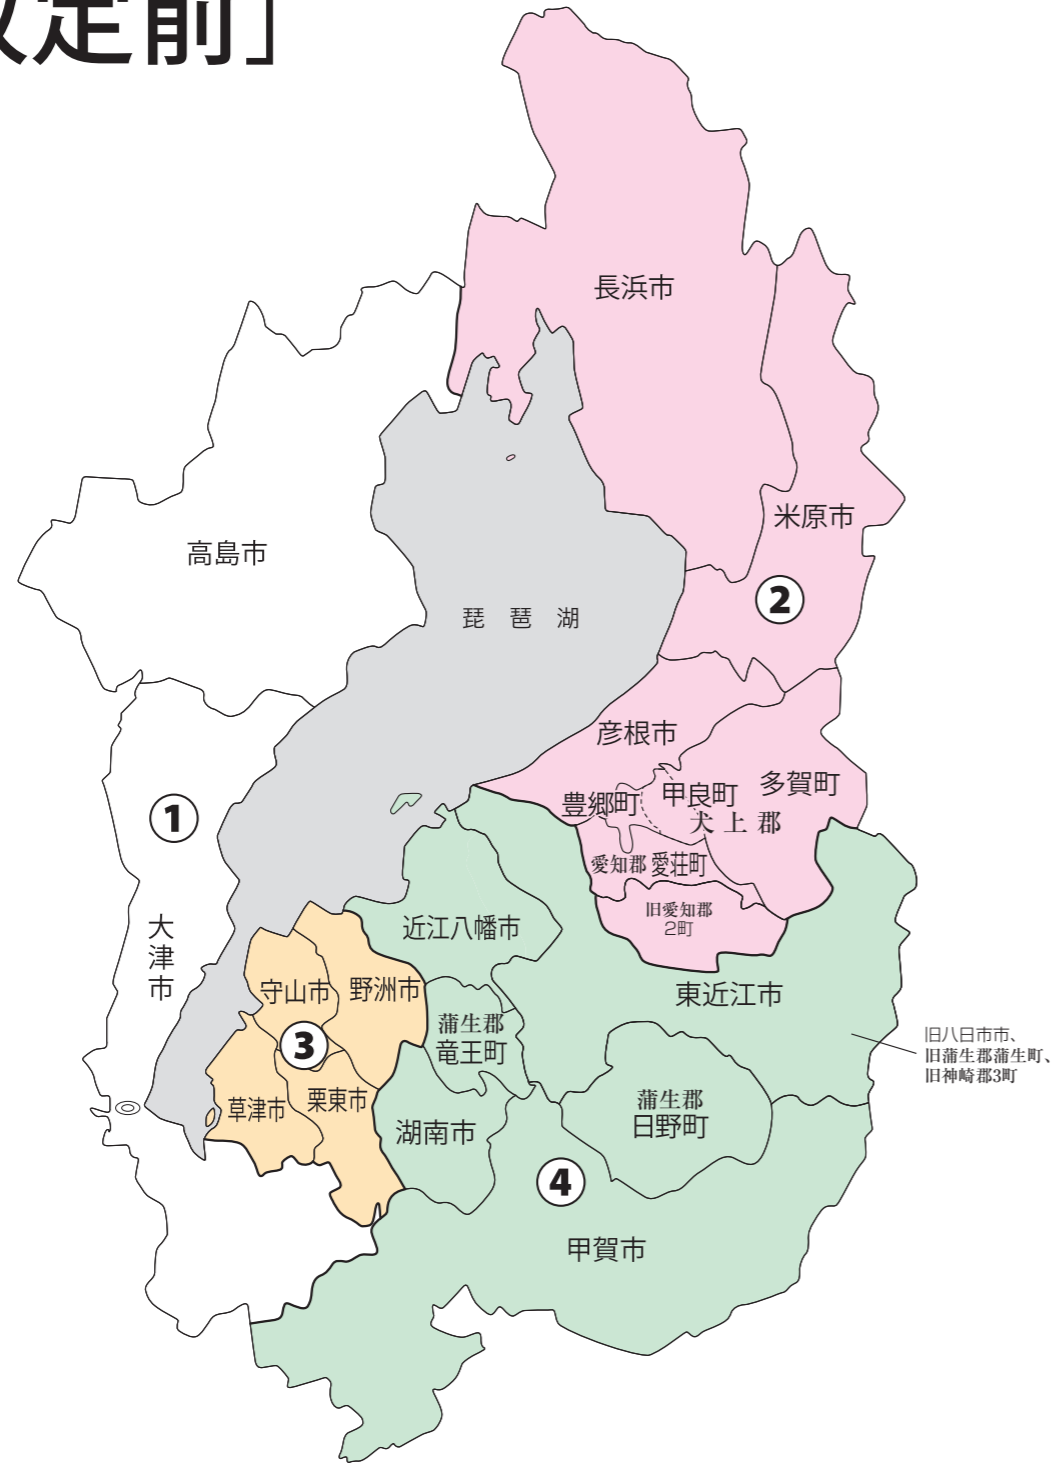 改定前」
長浜市
米原市
高島市
琵琶湖
2
彦根市
多賀町
甲良町
豊郷町
犬上郡
1
愛知郡 愛荘町
旧愛知郡
2町
大津市
近江八幡市
守山市
野洲市
東近江市
蒲生郡
竜王町
3
旧八日市市、
旧蒲生郡蒲生町、
旧神崎郡3町
草津市
栗東市
湖南市
蒲生郡
日野町
4
甲賀市